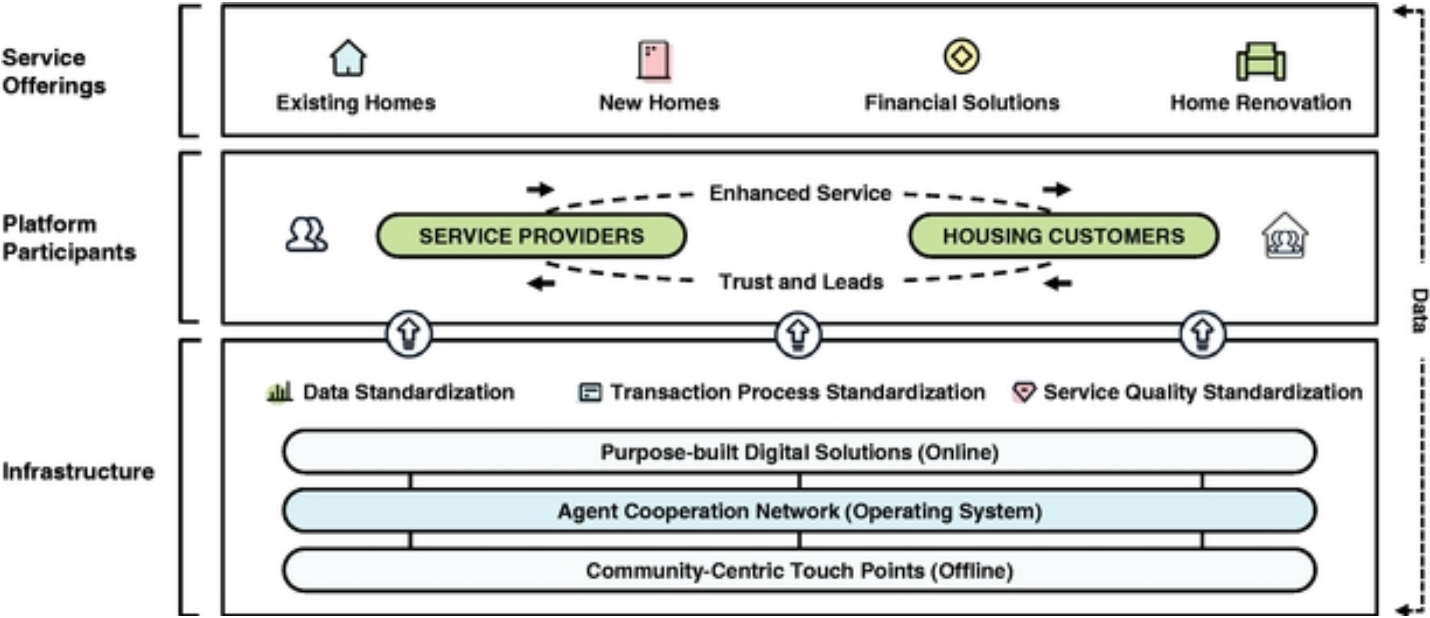 Service
Offerings
Existing Homes
New Homes
Financial Solutions
Home Renovation
Platform
Participants
Enhanced Service
SERVICE PROVIDERS
HOUSING CUSTOMERS
Trust and Leads
Data
Infrastructure
Data Standardization
Transaction Process Standardization
Service Quality Standardization
Purpose-built Digital Solutions (Online)
Agent Cooperation Network (Operating System)
Community-Centric Touch Points (Offline)